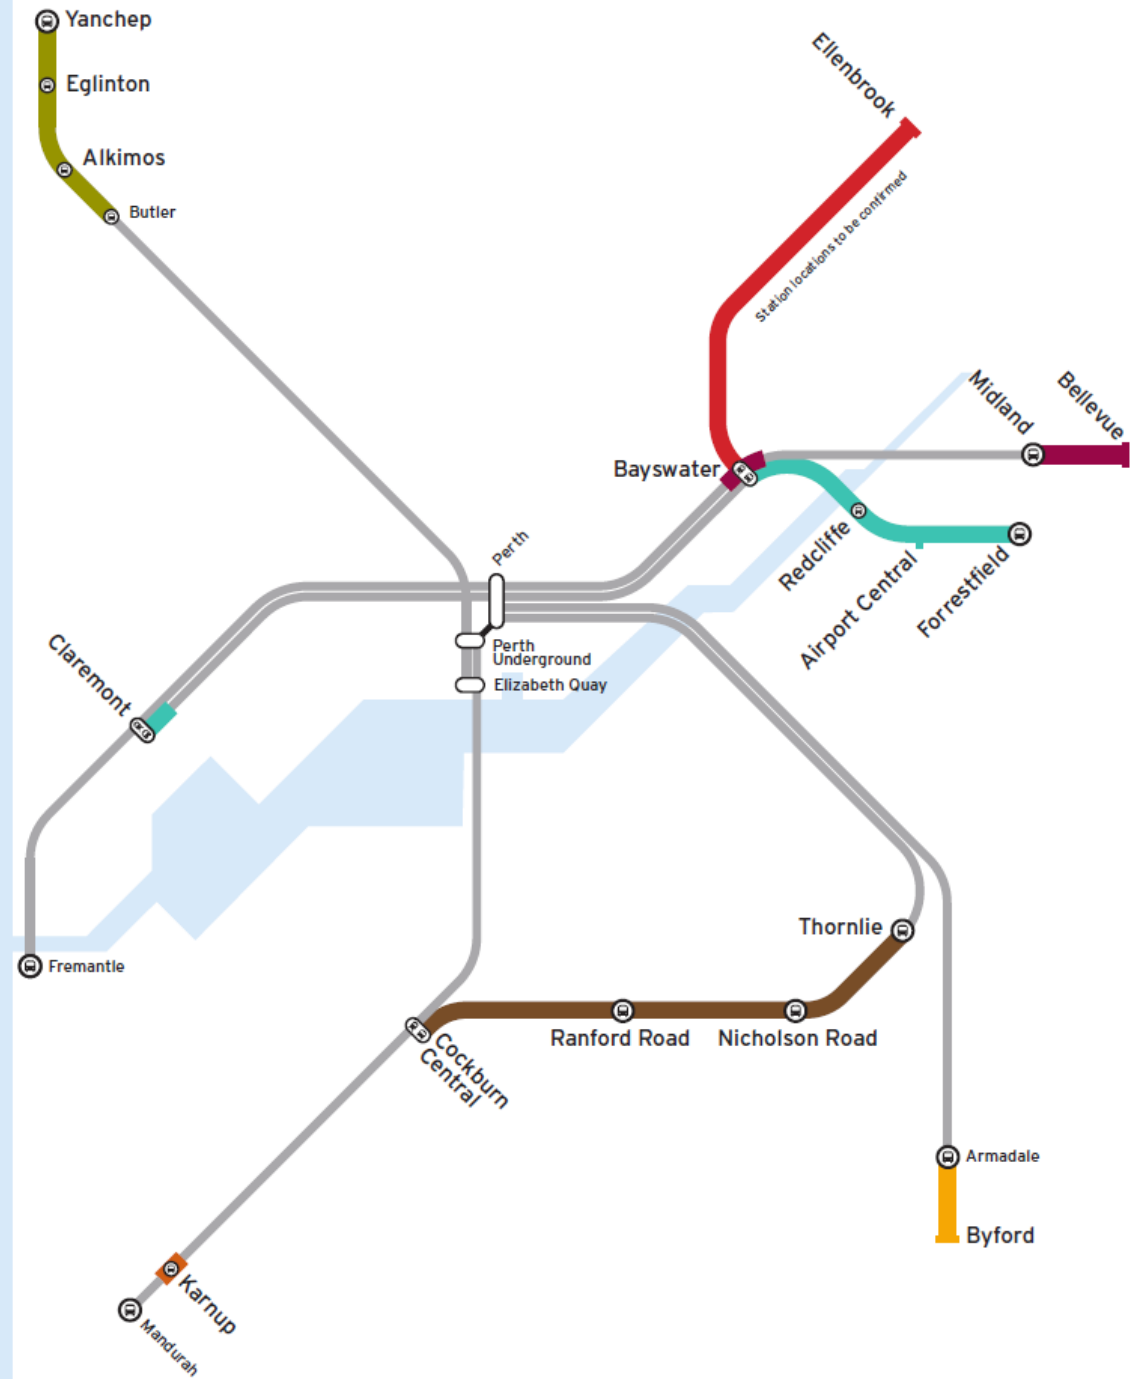 Yanchep
Eglinton
Alkimos
Butler
Ellenbrook
Station locations to be confirmed
Midland
Bellevue
Bayswater
Redcliffe
Airport Central
Forrestfield
Perth
Perth
Underground
Elizabeth Quay
Claremont
Fremantle
Thornlie
Ranford Road
Nicholson Road
Cockburn
Central
Armadale
Byford
Karnup
Mandurah